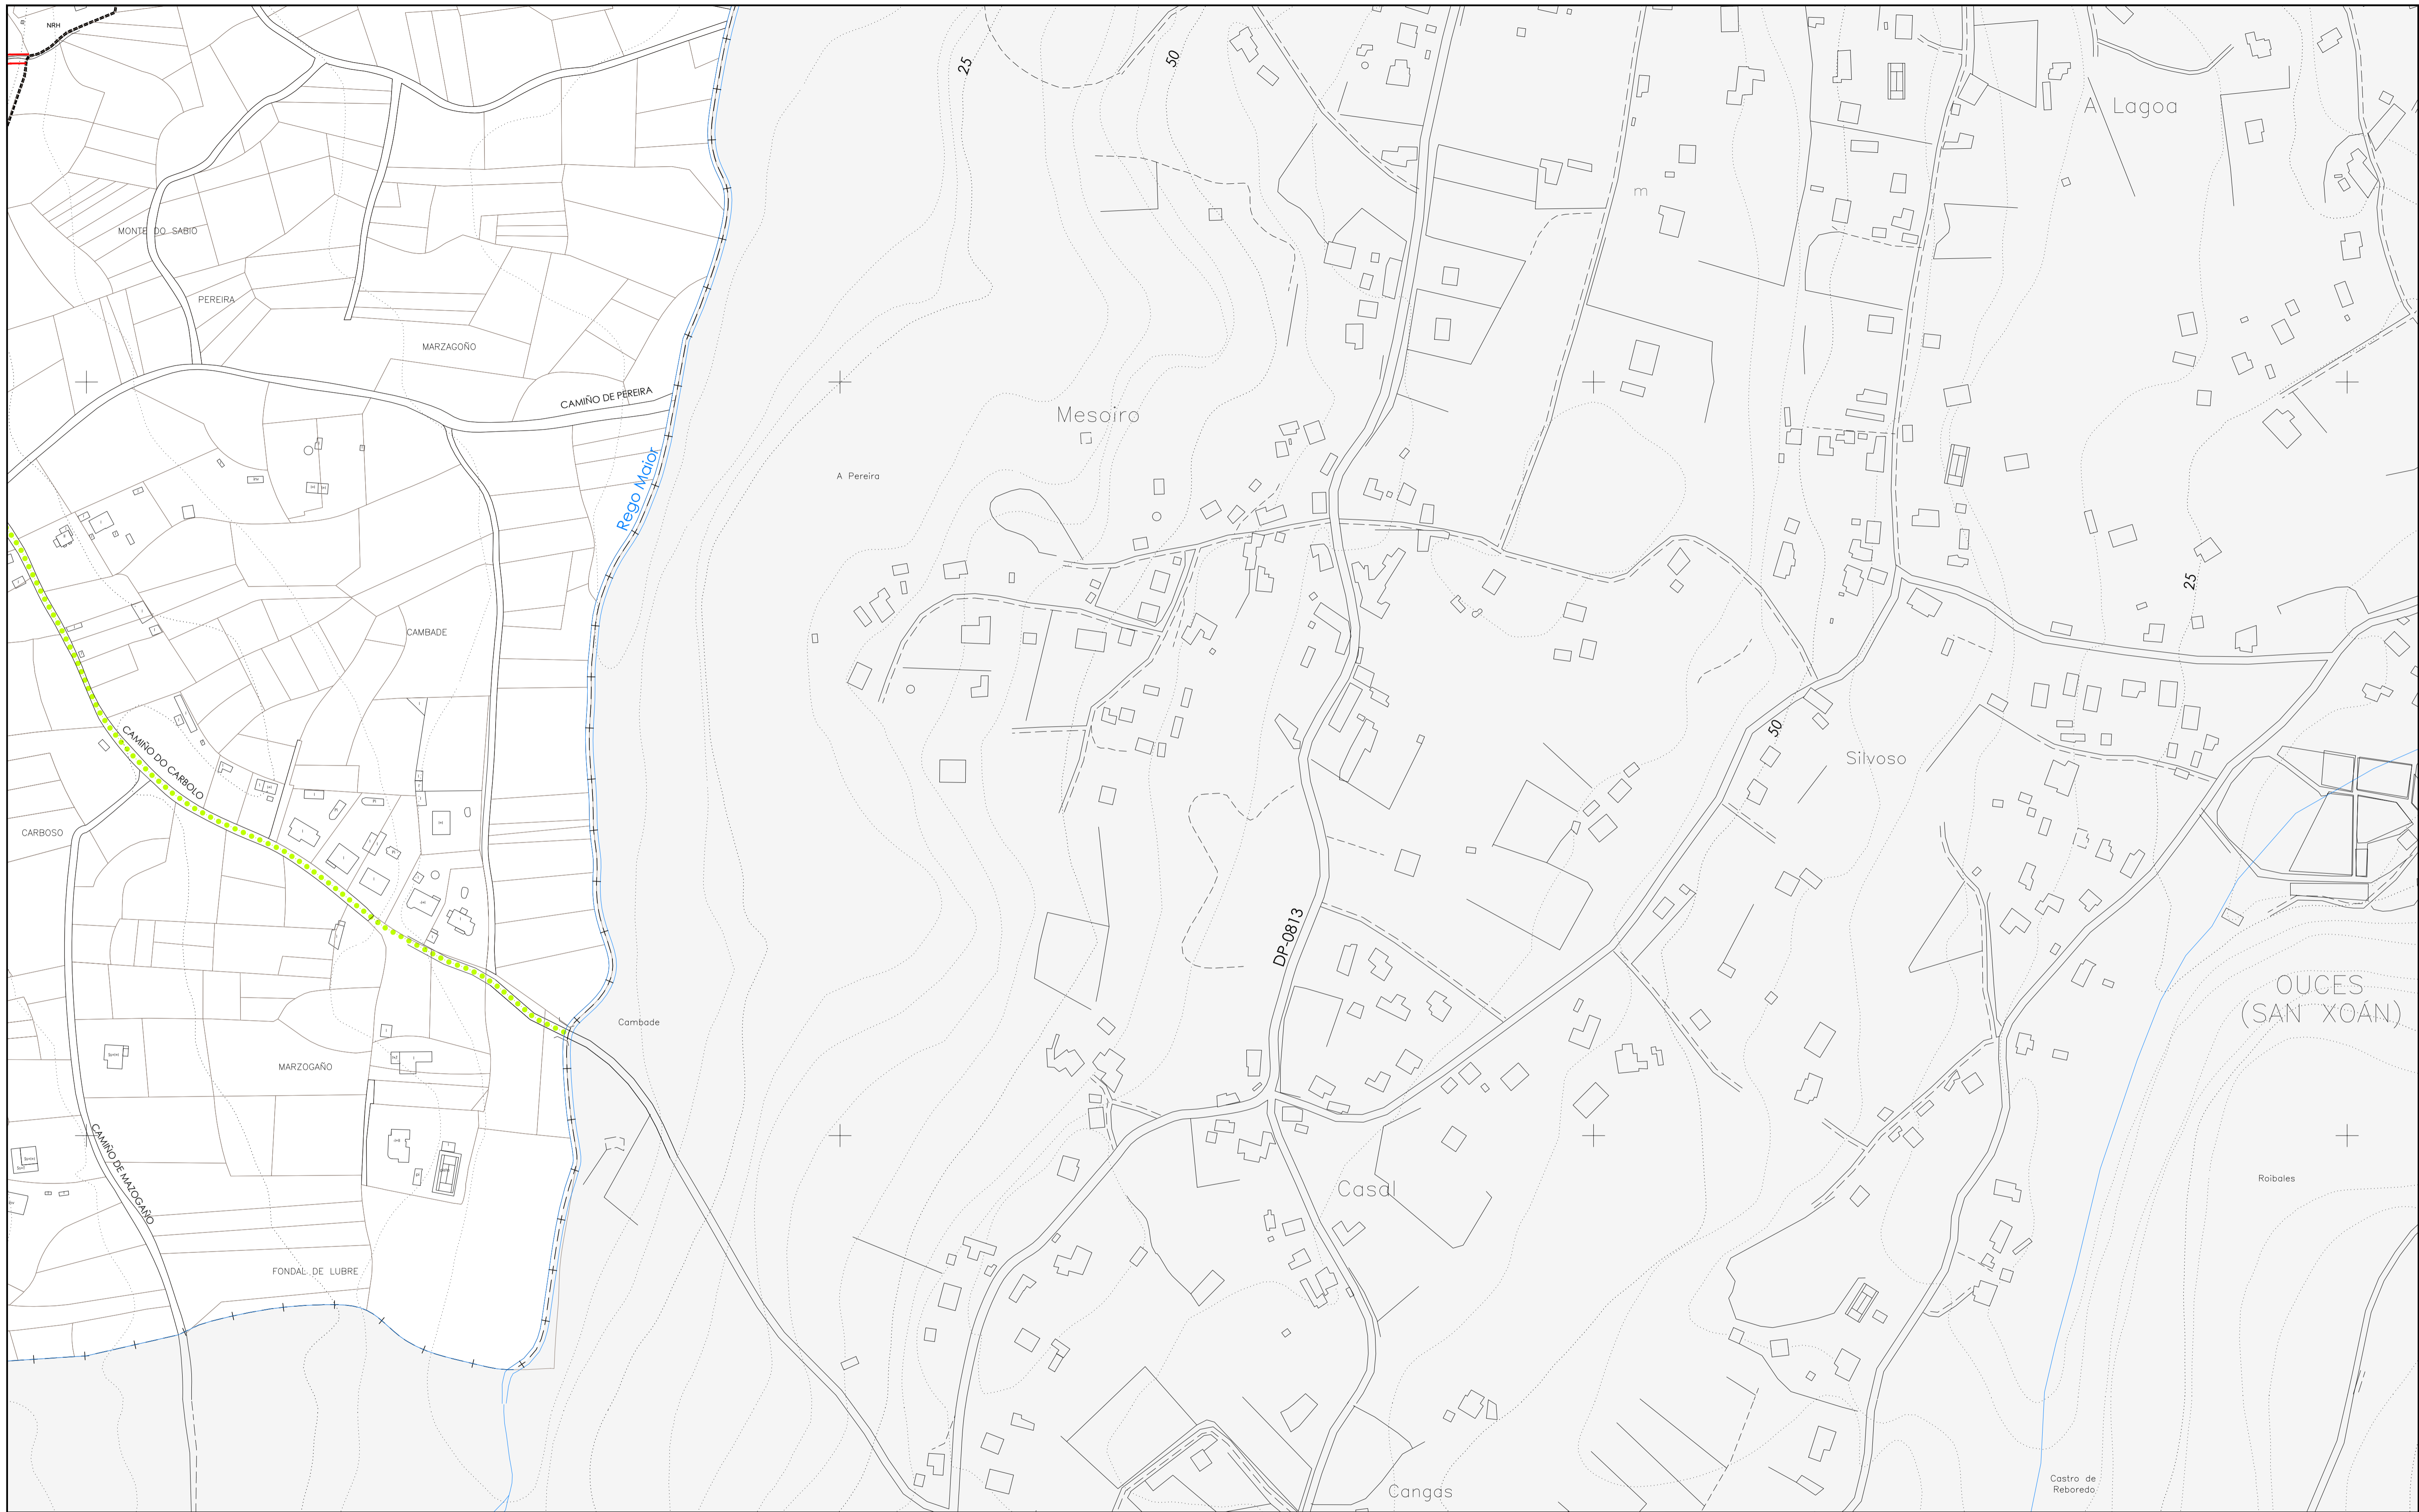 NRH
25
50
A Lagoa
m
MONTE DO SABIO
PEREIRA
MARZAGOÑO
CAMIÑO DE PEREIRA
Mesoiro
Rego Maior
A Pereira
25
CAMBADE
CAMIÑO DO CARBOLO
50
Silvoso
CARBOSO
DP-0813
OUCES
(SAN XOÁN)
Cambade
MARZOGAÑO
CAMIÑO DE MAZOGAÑO
Casal
Roibales
FONDAL DE LUBRE
Castro de
Reboredo
Cangas